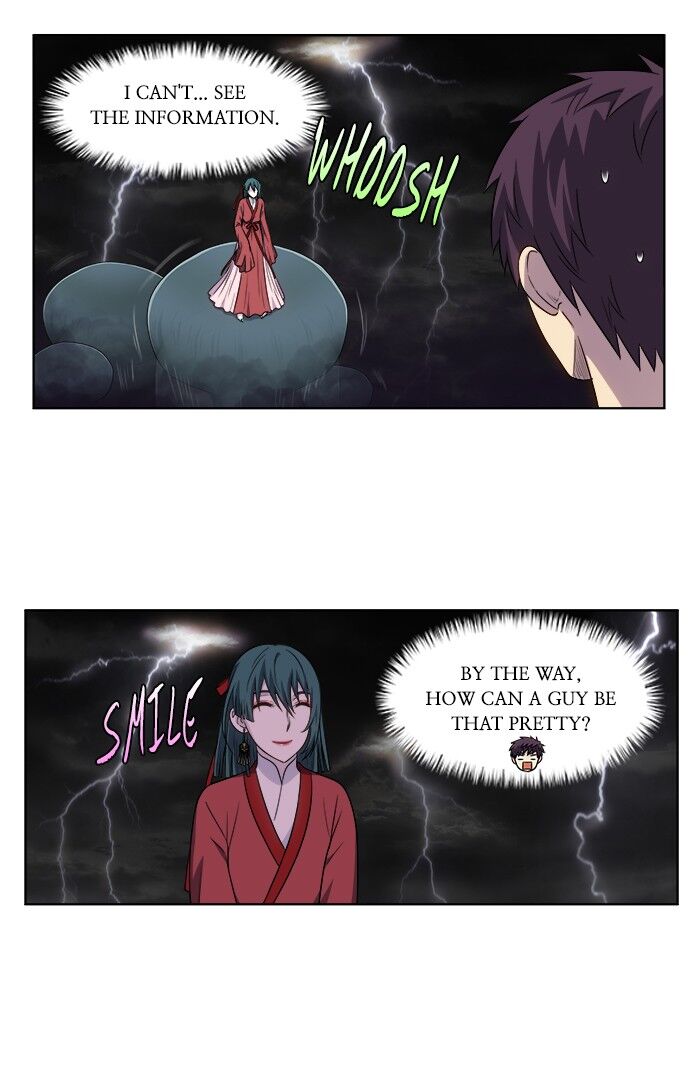 I CAN'T... SEE
THE INFORMATION.
WHOOSH
SMILE
BY THE WAY,
HOW CAN A GUY BE
THAT PRETTY?